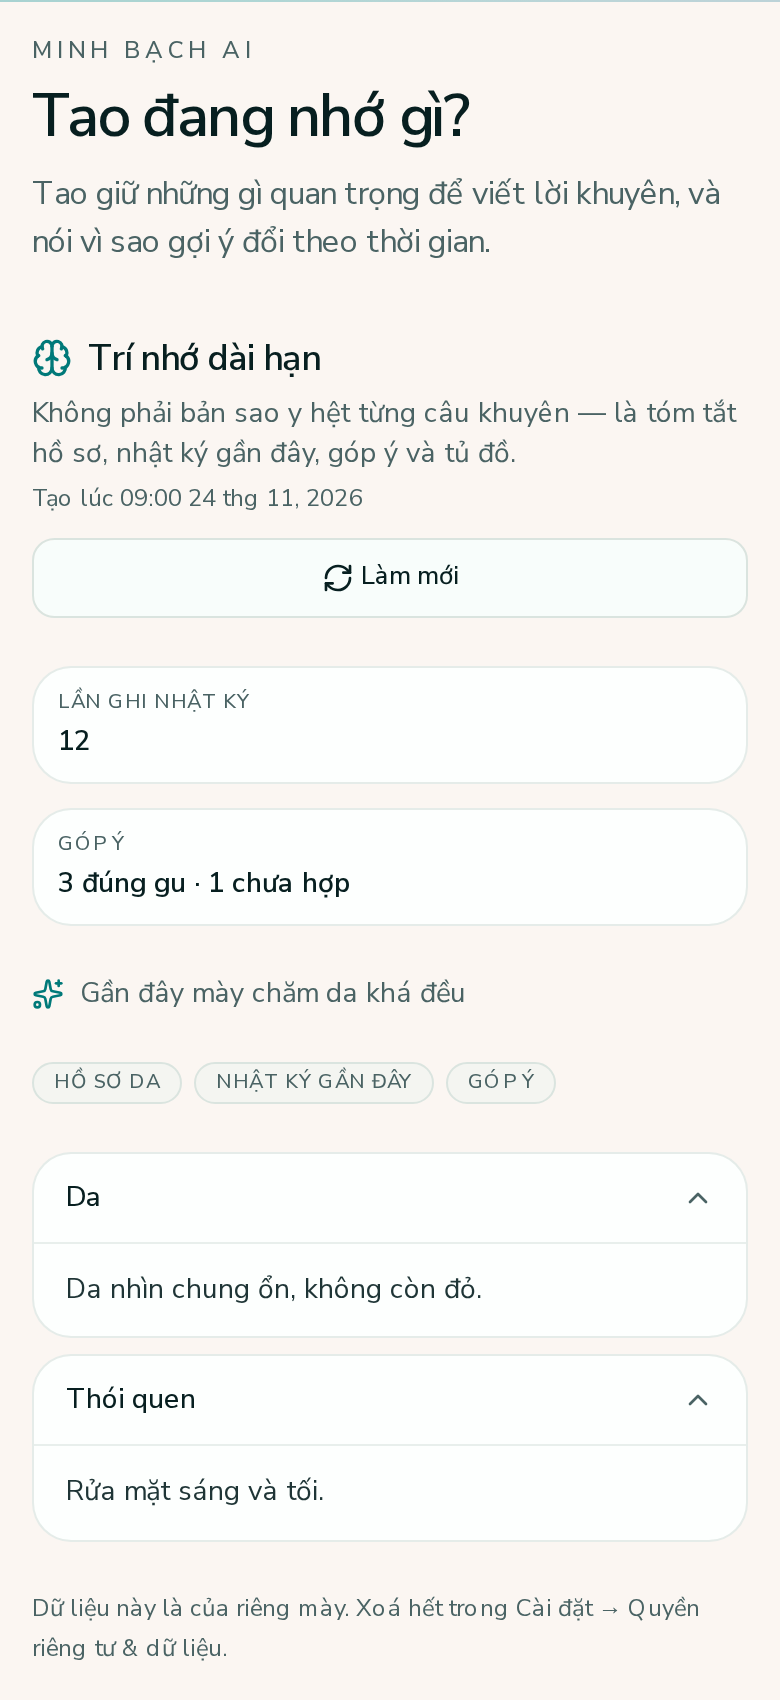 MINH BẠCH AI
Tao đang nhớ gì?
Tao giữ những gì quan trọng để viết lời khuyên, và
nói vì sao gợi ý đổi theo thời gian.
Trí nhớ dài hạn
Không phải bản sao y hệt từng câu khuyên — là tóm tắt
hồ sơ, nhật ký gần đây, góp ý và tủ đồ.
Tạo lúc 09:00 24 thg 11, 2026
Làm mới
LẦN GHI NHẬT KÝ
12
GÓP Ý
3 đúng gu · 1 chưa hợp
Gần đây mày chăm da khá đều
HỒ SƠ DA
NHẬT KÝ GẦN ĐÂY
GÓP Ý
Da
Da nhìn chung ổn, không còn đỏ.
Thói quen
Rửa mặt sáng và tối.
Dữ liệu này là của riêng mày. Xoá hết trong Cài đặt → Quyền
riêng tư & dữ liệu.